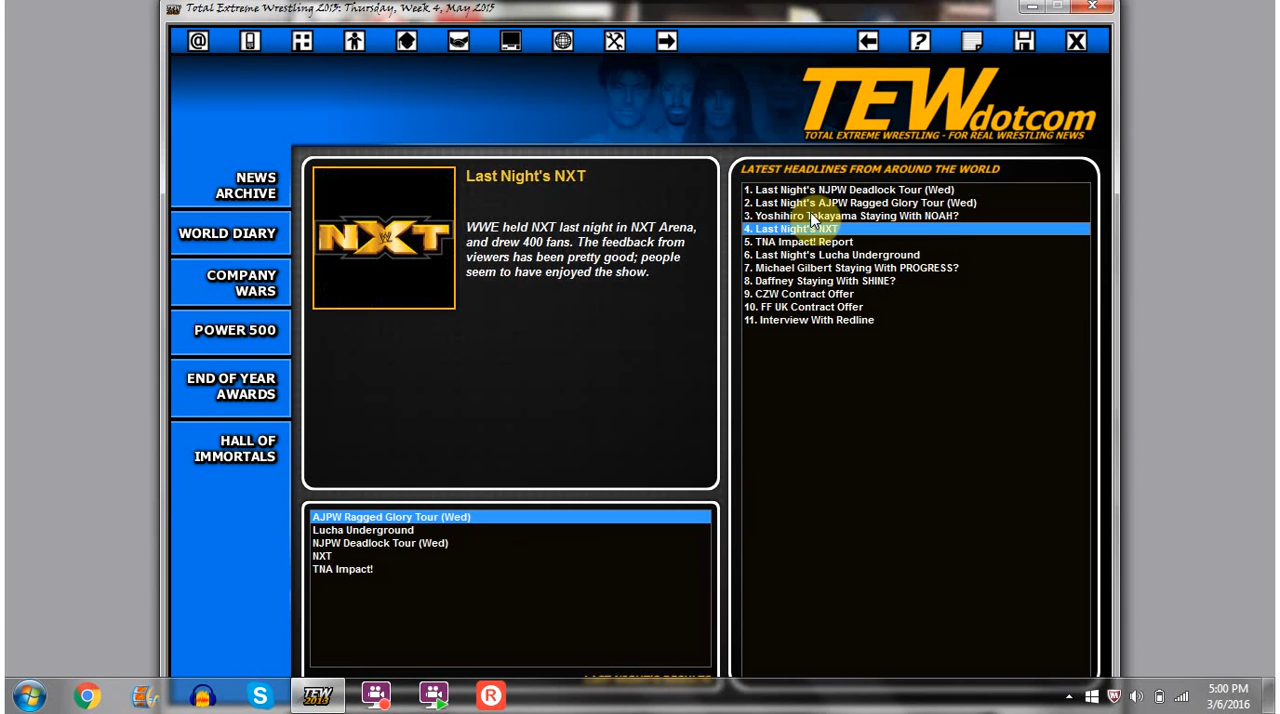 Total Extreme Wrestling 2013: Thursday, Week 4, May 2015
@
?
X
TEW
dotcom
TOTAL EXTREME WRESTLING - FOR REAL WRESTLING NEWS
NEWS
ARCHIVE
WORLD DIARY
COMPANY
WARS
POWER 500
END OF YEAR
AWARDS
HALL OF
IMMORTALS
NXT
Last Night's NXT
WWE held NXT last night in NXT Arena,
and drew 400 fans. The feedback from
viewers has been pretty good; people
seem to have enjoyed the show.
AJPW Ragged Glory Tour (Wed)
Lucha Underground
NJPW Deadlock Tour (Wed)
NXT
TNA Impact!
LAST NIGHT'S RESULTS
LATEST HEADLINES FROM AROUND THE WORLD
1. Last Night's NJPW Deadlock Tour (Wed)
2. Last Night's AJPW Ragged Glory Tour (Wed)
3. Yoshihiro Takayama Staying With NOAH?
4. Last Night's NXT
5. TNA Impact! Report
6. Last Night's Lucha Underground
7. Michael Gilbert Staying With PROGRESS?
8. Daffney Staying With SHINE?
9. CZW Contract Offer
10. FF UK Contract Offer
11. Interview With Redline
TEW
2013
5:00 PM
3/6/2016